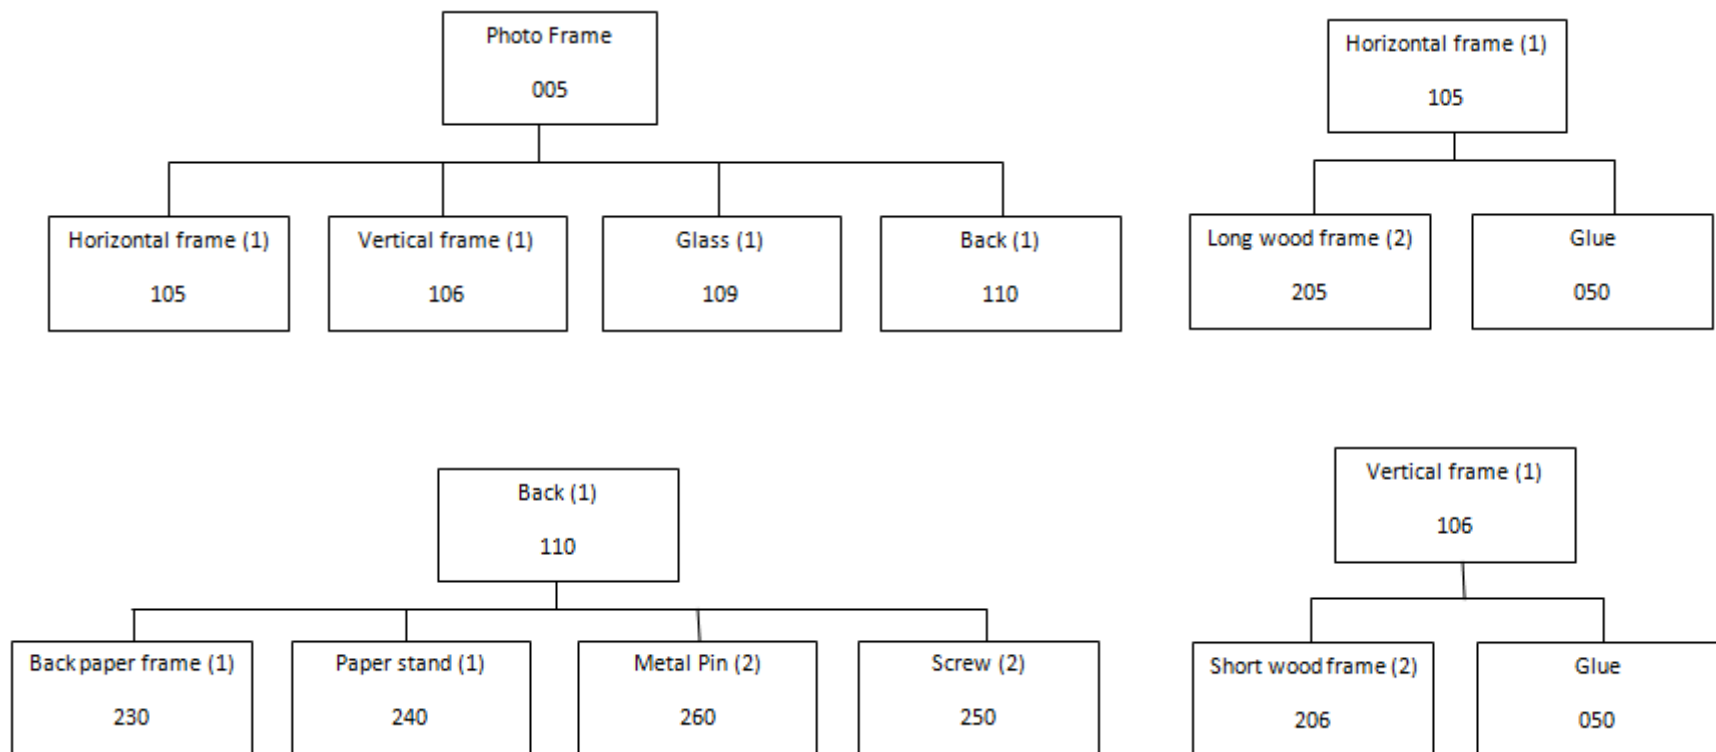 Photo Frame
005
Horizontal frame (1)
105
Vertical frame (1)
106
Glass (1)
109
Back (1)
110
Horizontal frame (1)
105
Long wood frame (2)
205
Glue
050
Back (1)
110
Back paper frame (1)
230
Paper stand (1)
240
Metal Pin (2)
260
Screw (2)
250
Vertical frame (1)
106
Short wood frame (2)
206
Glue
050